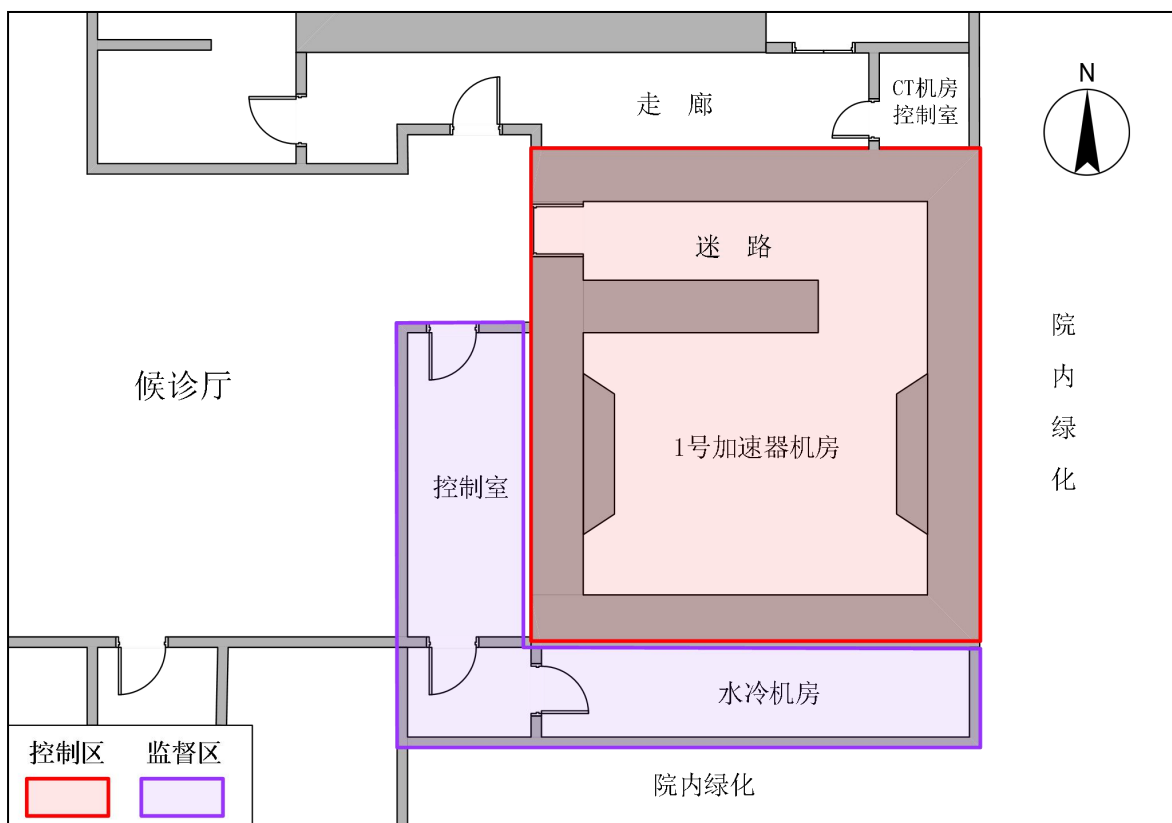 CT机房
控制室
走 廊
N
迷 路
院
内
绿
化
候诊厅
1号加速器机房
控制室
水冷机房
控制区 监督区
院内绿化